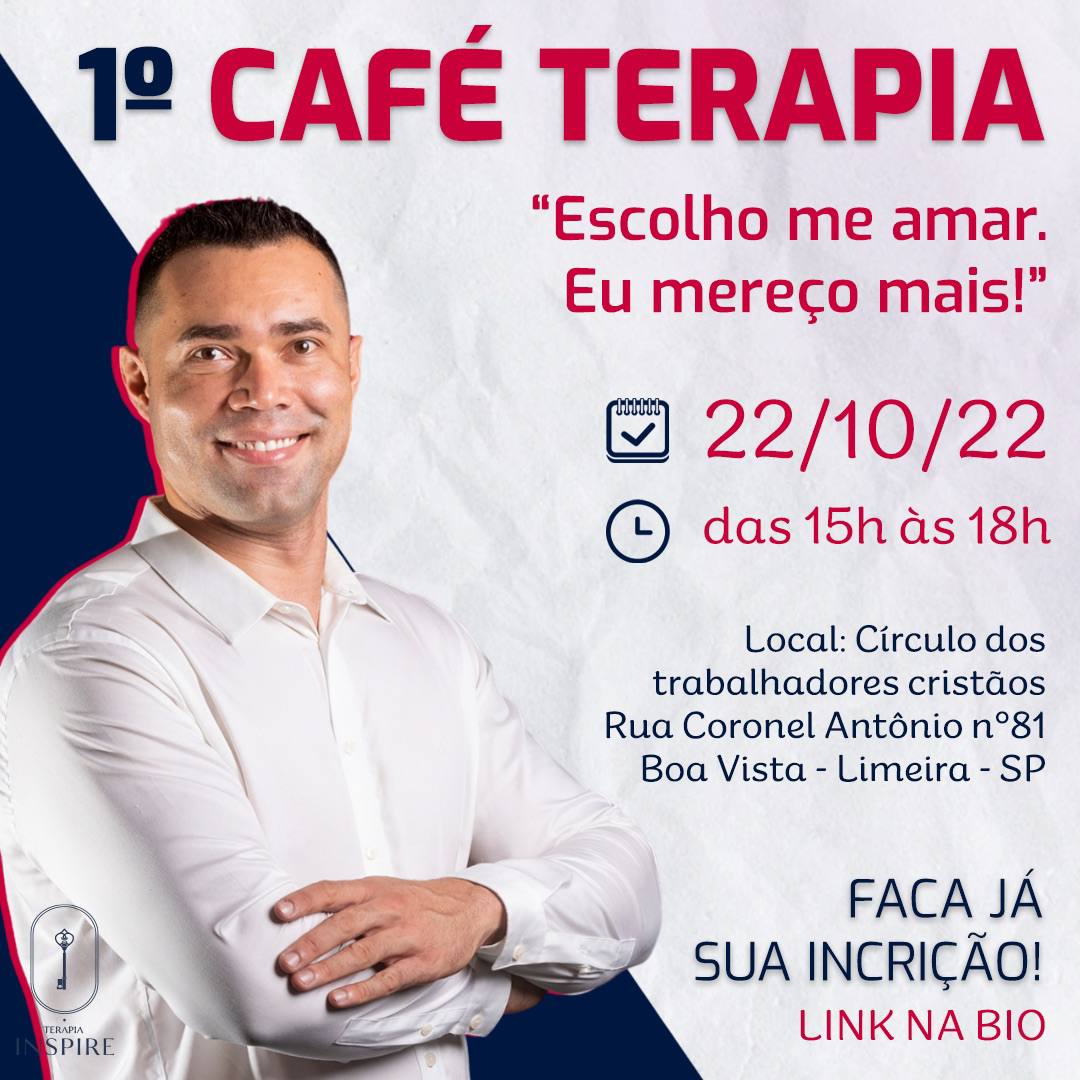 1º CAFÉ TERAPIA
“Escolho me amar.
Eu mereço mais!”
22/10/22
das 15h às 18h
Local: Círculo dos
trabalhadores cristãos
Rua Coronel Antônio nº81
Boa Vista - Limeira - SP
FACA JÁ
SUA INCRIÇÃO!
LINK NA BIO
TERAPIA
INSPIRE